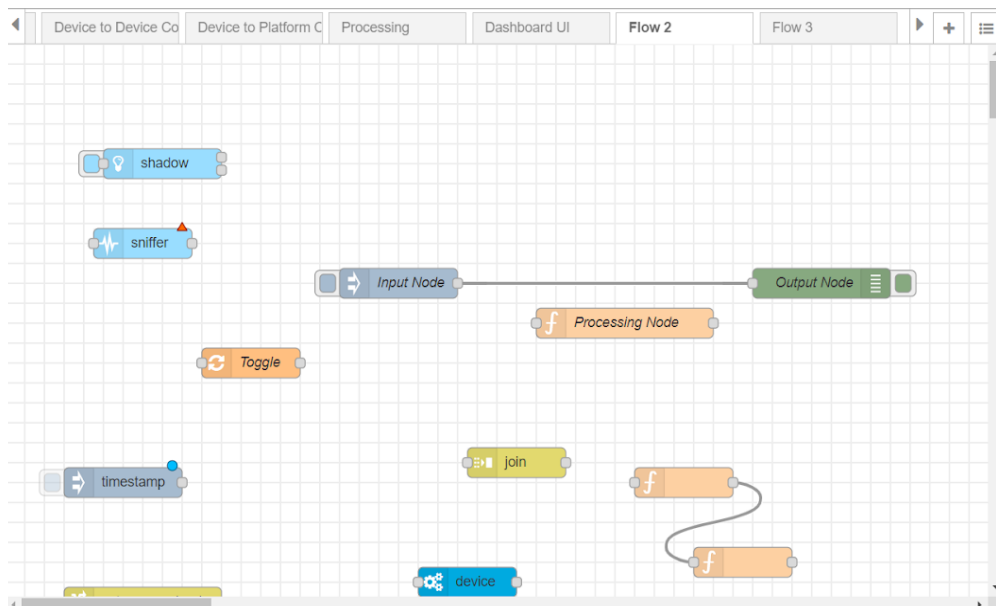 Device to Device Co
Device to Platform C
Processing
Dashboard UI
Flow 2
Flow 3
shadow
sniffer
Input Node
Output Node
Processing Node
Toggle
join
timestamp
device